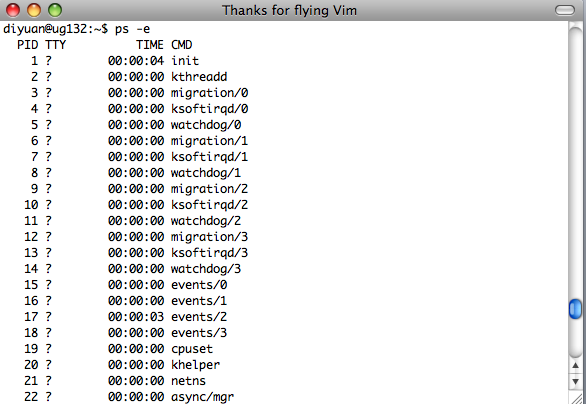 Thanks for flying Vim
diyuan@ug132:~$ ps -e
  PID TTY          TIME CMD
    1 ?        00:00:04 init
    2 ?        00:00:00 kthreadd
    3 ?        00:00:00 migration/0
    4 ?        00:00:00 ksoftirqd/0
    5 ?        00:00:00 watchdog/0
    6 ?        00:00:00 migration/1
    7 ?        00:00:00 ksoftirqd/1
    8 ?        00:00:00 watchdog/1
    9 ?        00:00:00 migration/2
   10 ?        00:00:00 ksoftirqd/2
   11 ?        00:00:00 watchdog/2
   12 ?        00:00:00 migration/3
   13 ?        00:00:00 ksoftirqd/3
   14 ?        00:00:00 watchdog/3
   15 ?        00:00:00 events/0
   16 ?        00:00:00 events/1
   17 ?        00:00:03 events/2
   18 ?        00:00:00 events/3
   19 ?        00:00:00 cpuset
   20 ?        00:00:00 khelper
   21 ?        00:00:00 netns
   22 ?        00:00:00 async/mgr